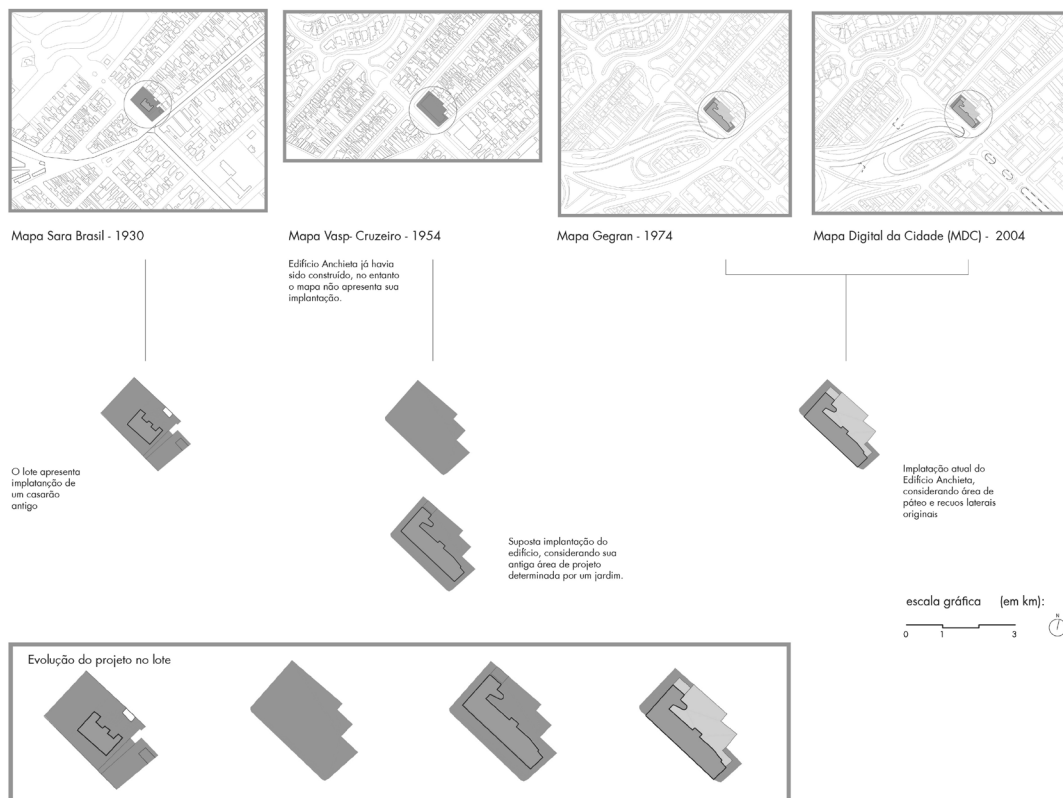 Mapa Sara Brasil - 1930
Mapa Vasp- Cruzeiro - 1954
Mapa Gegran - 1974
Mapa Digital da Cidade (MDC) - 2004
Edifício Anchieta já havia
sido construído, no entanto
o mapa não apresenta sua
implantação.
O lote apresenta
implatanção de
um casarão
antigo
Suposta implantação do
edifício, considerando sua
antiga área de projeto
determinada por um jardim.
Implatação atual do
Edifício Anchieta,
considerando área de
páteo e recuos laterais
originais
escala gráfica (em km):
N
0 1 3
Evolução do projeto no lote